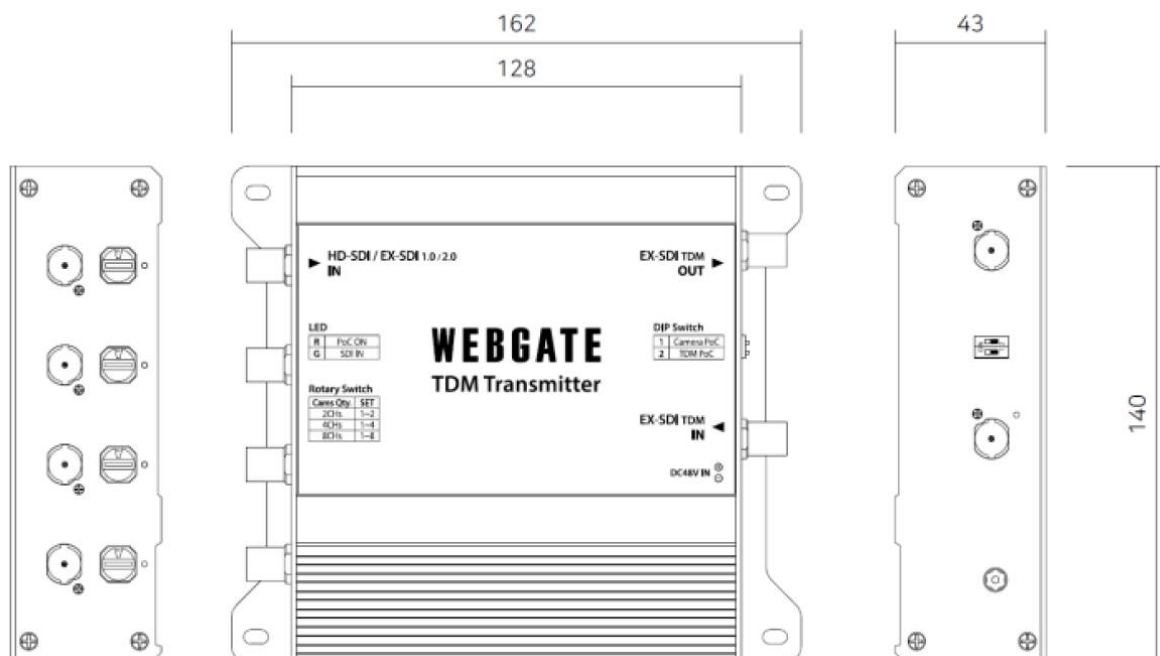 162
43
128
HD-SDI / EX-SDI 1.0 / 2.0
IN
EX-SDI TDM
OUT
LED
R PoC ON
G SDI IN
WEBGATE
TDM Transmitter
DIP Switch
1 Camera PoC
2 TDM PoC
Rotary Switch
Cams Qty. SET
2CHs 1~2
4CHs 1~4
8CHs 1~8
EX-SDI TDM
IN
DC48V IN
140